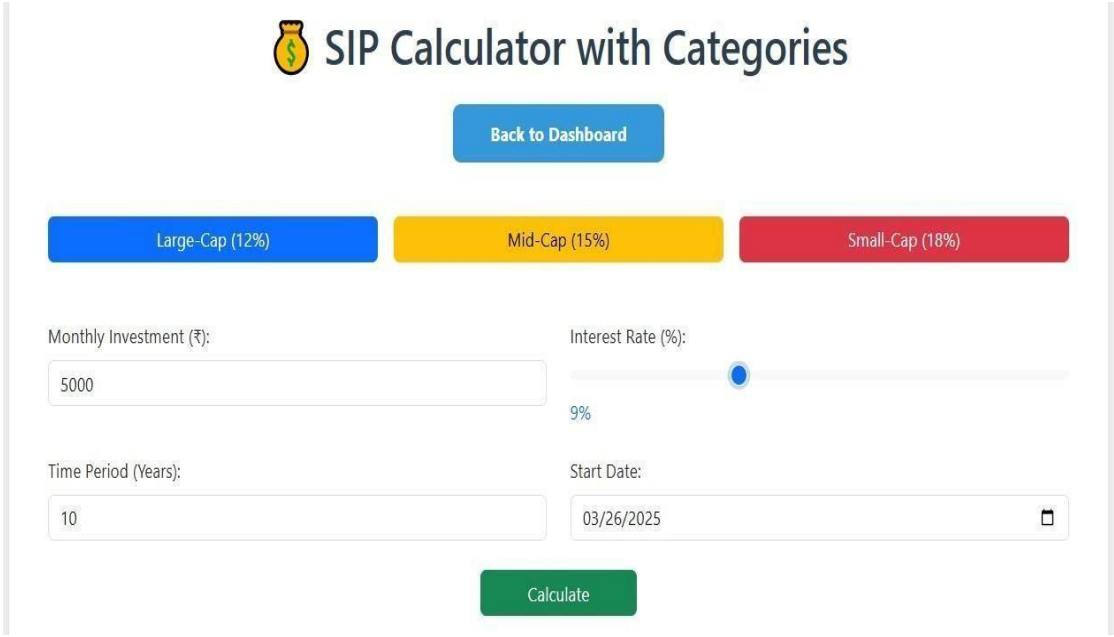 SIP Calculator with Categories
Back to Dashboard
Large-Cap (12%)
Mid-Cap (15%)
Small-Cap (18%)
Monthly Investment (₹):
Interest Rate (%):
5000
9%
Time Period (Years):
Start Date:
10
03/26/2025
Calculate